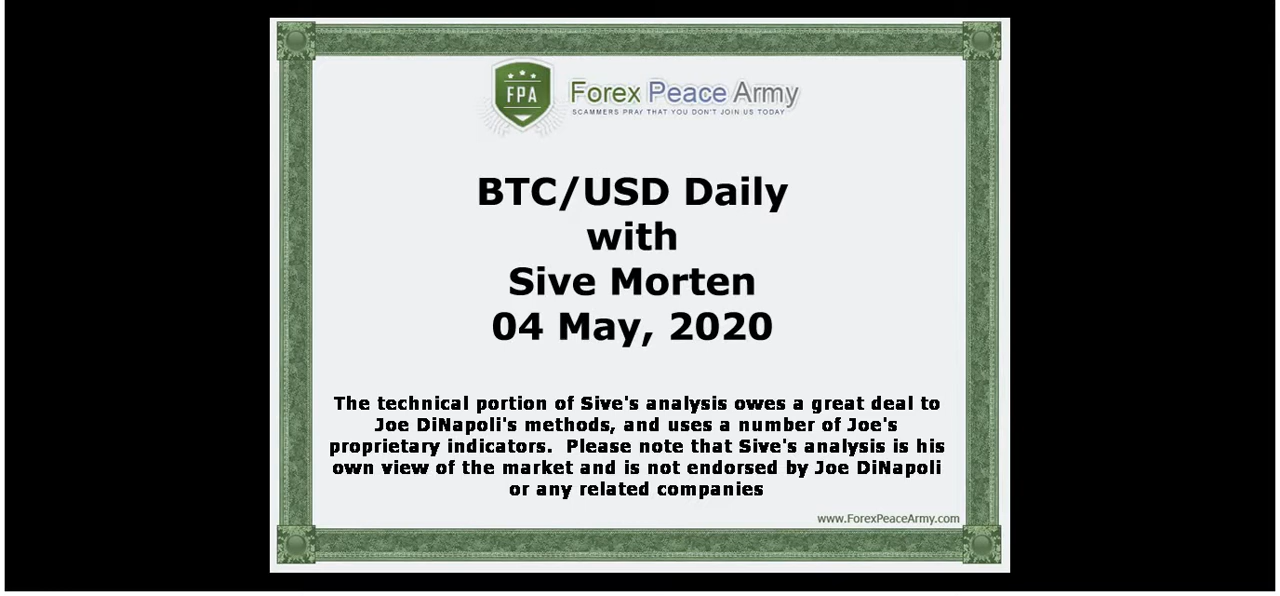 FPA
Forex Peace Army
SCAMMERS PRAY THAT YOU DON'T JOIN US TODAY
BTC/USD Daily
with
Sive Morten
04 May, 2020
The technical portion of Sive's analysis owes a great deal to
Joe DiNapoli's methods, and uses a number of Joe's
proprietary indicators.  Please note that Sive's analysis is his
own view of the market and is not endorsed by Joe DiNapoli
or any related companies
www.ForexPeaceArmy.com